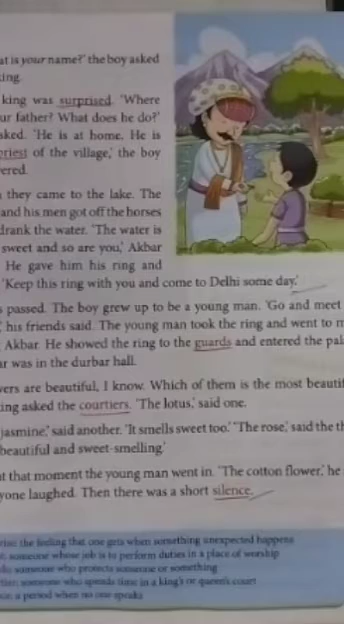 at is your name?' the boy asked
king.
king was surprised. 'Where
ur father? What does he do?'
sked. 'He is at home. He is
priest of the village,' the boy
ered.
they came to the lake. The
and his men got off the horses
drank the water. 'The water is
sweet and so are you,' Akbar
He gave him his ring and
'Keep this ring with you and come to Delhi some day.'
s passed. The boy grew up to be a young man. 'Go and meet
his friends said. The young man took the ring and went to m
Akbar. He showed the ring to the guards and entered the pal
ar was in the durbar hall.
vers are beautiful, I know. Which of them is the most beautif
ing asked the courtiers. 'The lotus,' said one.
jasmine,' said another. 'It smells sweet too.' 'The rose,' said the th
beautiful and sweet-smelling.'
t that moment the young man went in. 'The cotton flower,' he
yone laughed. Then there was a short silence.
rise: the feeling that one gets when something unexpected happens
t: someone whose job is to perform duties in a place of worship
ds: someone who protects someone or something
tier: someone who spends time in a king's or queen's court
ce: a period when no one speaks